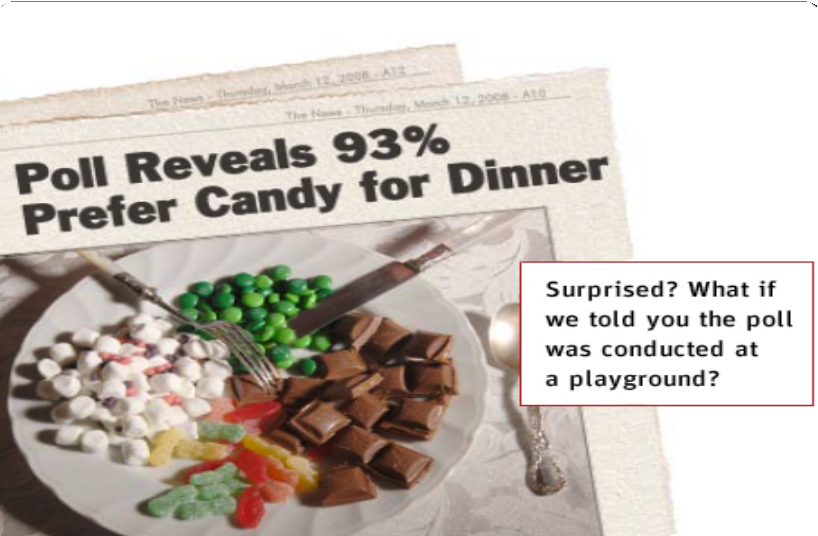 The News - Thursday, March 12, 2008 - A12
The News - Thursday, March 12, 2008 - A10
Poll Reveals 93%
Prefer Candy for Dinner
Surprised? What if
we told you the poll
was conducted at
a playground?